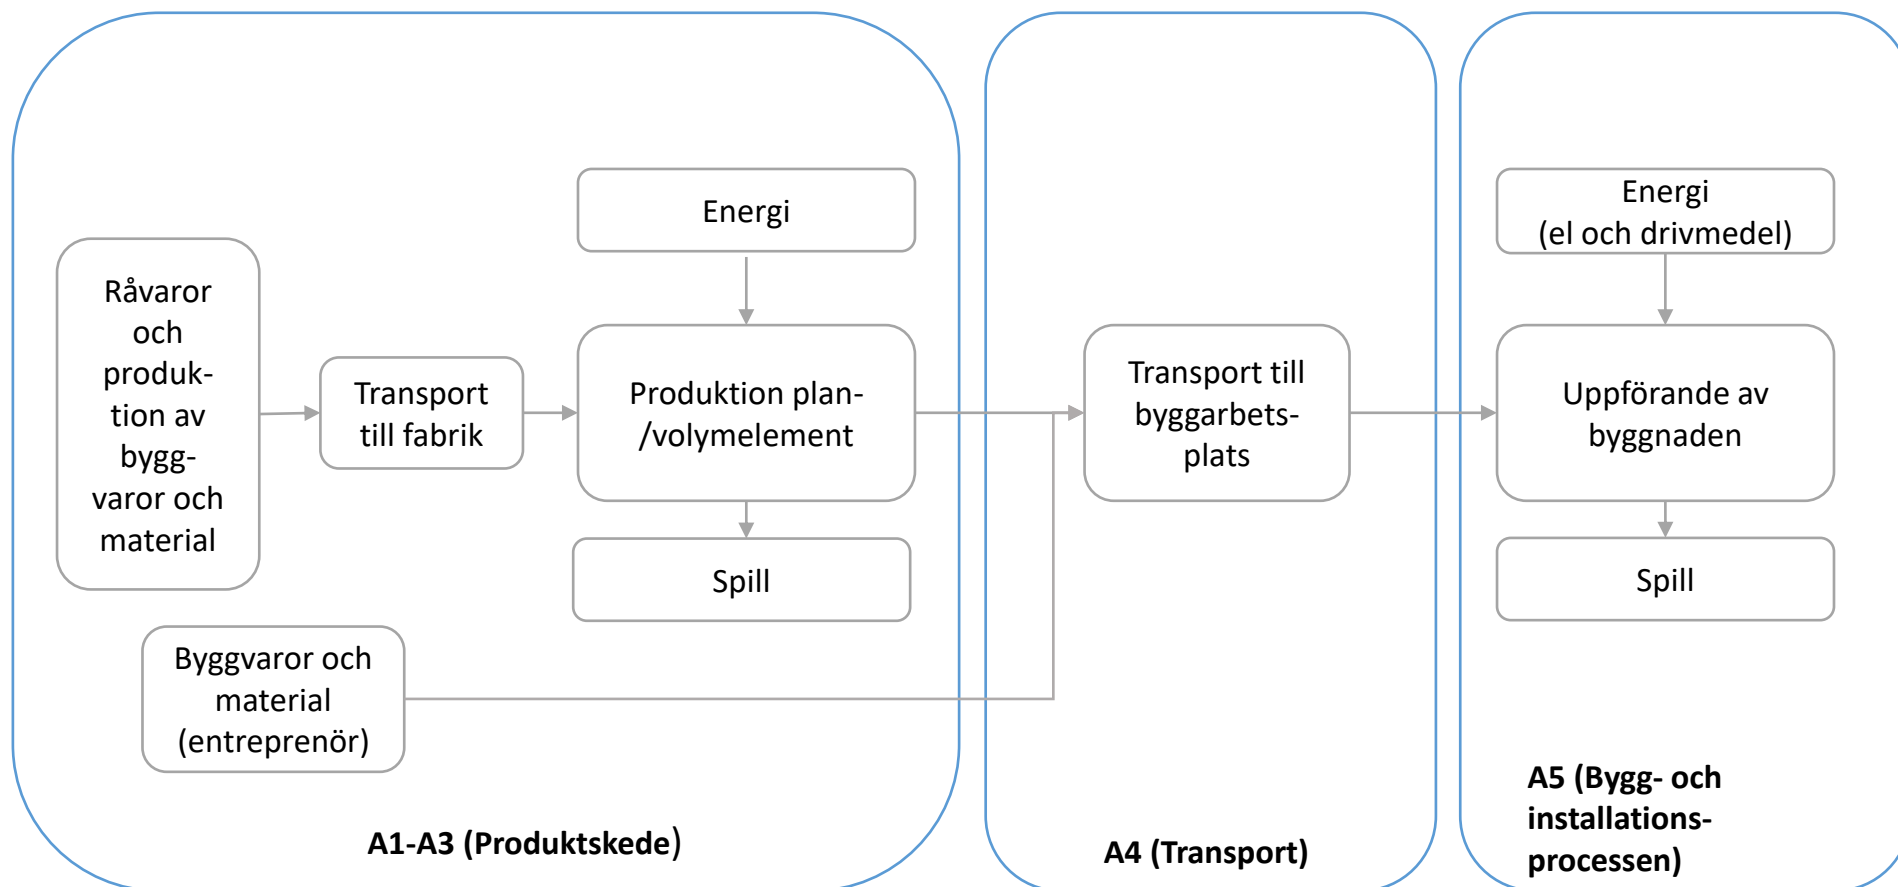 Råvaror
och
produk-
tion av
bygg-
varor och
material
Transport
till fabrik
Energi
Produktion plan-
/volymelement
Spill
Byggvaror och
material
(entreprenör)
A1-A3 (Produktskede)
Transport till
byggarbets-
plats
A4 (Transport)
Energi
(el och drivmedel)
Uppförande av
byggnaden
Spill
A5 (Bygg- och
installations-
processen)